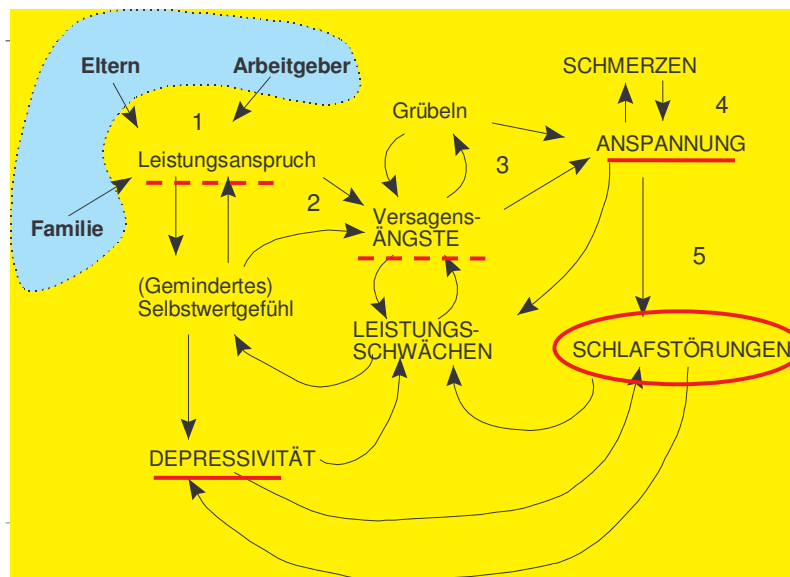 Eltern
Arbeitgeber
SCHMERZEN
Grübeln
4
1
ANSPANNUNG
Leistungsanspruch
3
2
Versagens-
ÄNGSTE
Familie
5
(Gemindertes)
Selbstwertgefühl
LEISTUNGS-
SCHWÄCHEN
SCHLAFSTÖRUNGEN
DEPRESSIVITÄT